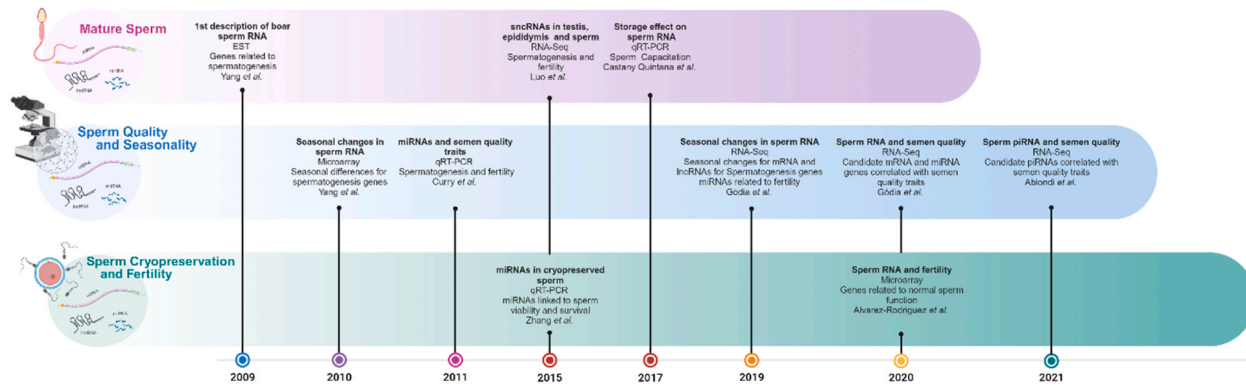 Mature Sperm
miRNA
lncRNA
ncRNA
1st description of boar
sperm RNA
EST
Genes related to
spermatogenesis
Yang et al.
sncRNAs in testis,
epididymis and sperm
RNA-Seq
Spermatogenesis and
fertility
Luo et al.
Storage effect on
sperm RNA
qRT-PCR
Sperm Capacitation
Castany Quintana et al.
Sperm Quality
and Seasonality
lncRNA
Seasonal changes in
sperm RNA
Microarray
Seasonal differences for
spermatogenesis genes
Yang et al.
miRNAs and semen quality
traits
qRT-PCR
Spermatogenesis and fertility
Curry et al.
Seasonal changes in sperm RNA
RNA-Seq
Seasonal changes for mRNA and
lncRNAs for Spermatogenesis genes
miRNAs related to fertility
Gòdia et al.
Sperm RNA and semen quality
RNA-Seq
Candidate mRNA and miRNA
genes correlated with semen
quality traits
Gòdia et al.
Sperm piRNA and semen quality
RNA-Seq
Candidate piRNAs correlated with
semen quality traits
Abiondi et al.
Sperm Cryopreservation
and Fertility
lncRNA
miRNAs in cryopreserved
sperm
qRT-PCR
miRNAs linked to sperm
viability and survival
Zhang et al.
Sperm RNA and fertility
Microarray
Genes related to normal sperm
function
Alvarez-Rodriguez et al.
2009
2010
2011
2015
2017
2019
2020
2021